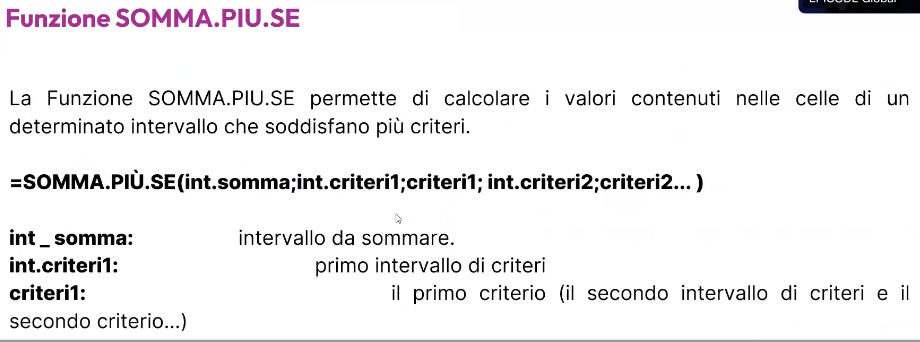 Funzione SOMMA.PIU.SE
La Funzione SOMMA.PIU.SE permette di calcolare i valori contenuti nelle celle di un
determinato intervallo che soddisfano più criteri.
=SOMMA.PIÙ.SE(int.somma;int.criteri1;criteri1; int.criteri2;criteri2... )
int _ somma: intervallo da sommare.
int.criteri1: primo intervallo di criteri
criteri1: il primo criterio (il secondo intervallo di criteri e il
secondo criterio...)